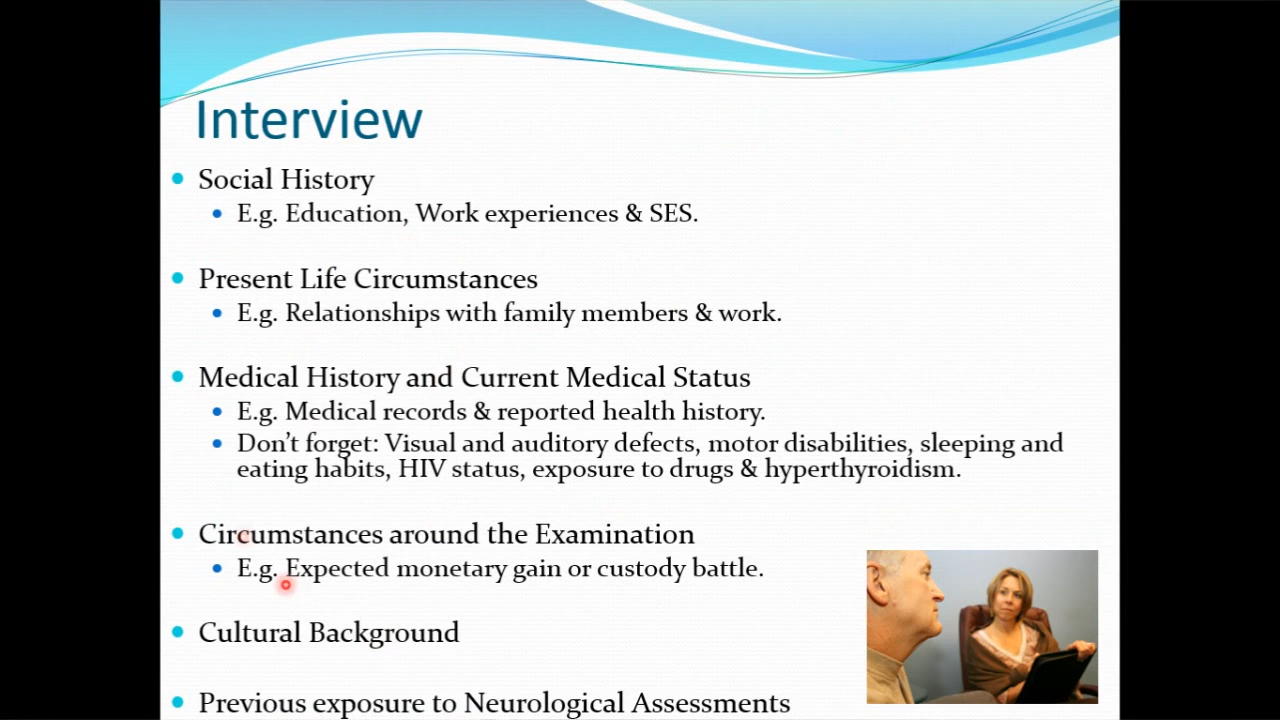 Interview
Social History
E.g. Education, Work experiences & SES.
Present Life Circumstances
E.g. Relationships with family members & work.
Medical History and Current Medical Status
E.g. Medical records & reported health history.
Don’t forget: Visual and auditory defects, motor disabilities, sleeping and
eating habits, HIV status, exposure to drugs & hyperthyroidism.
Circumstances around the Examination
E.g. Expected monetary gain or custody battle.
Cultural Background
Previous exposure to Neurological Assessments